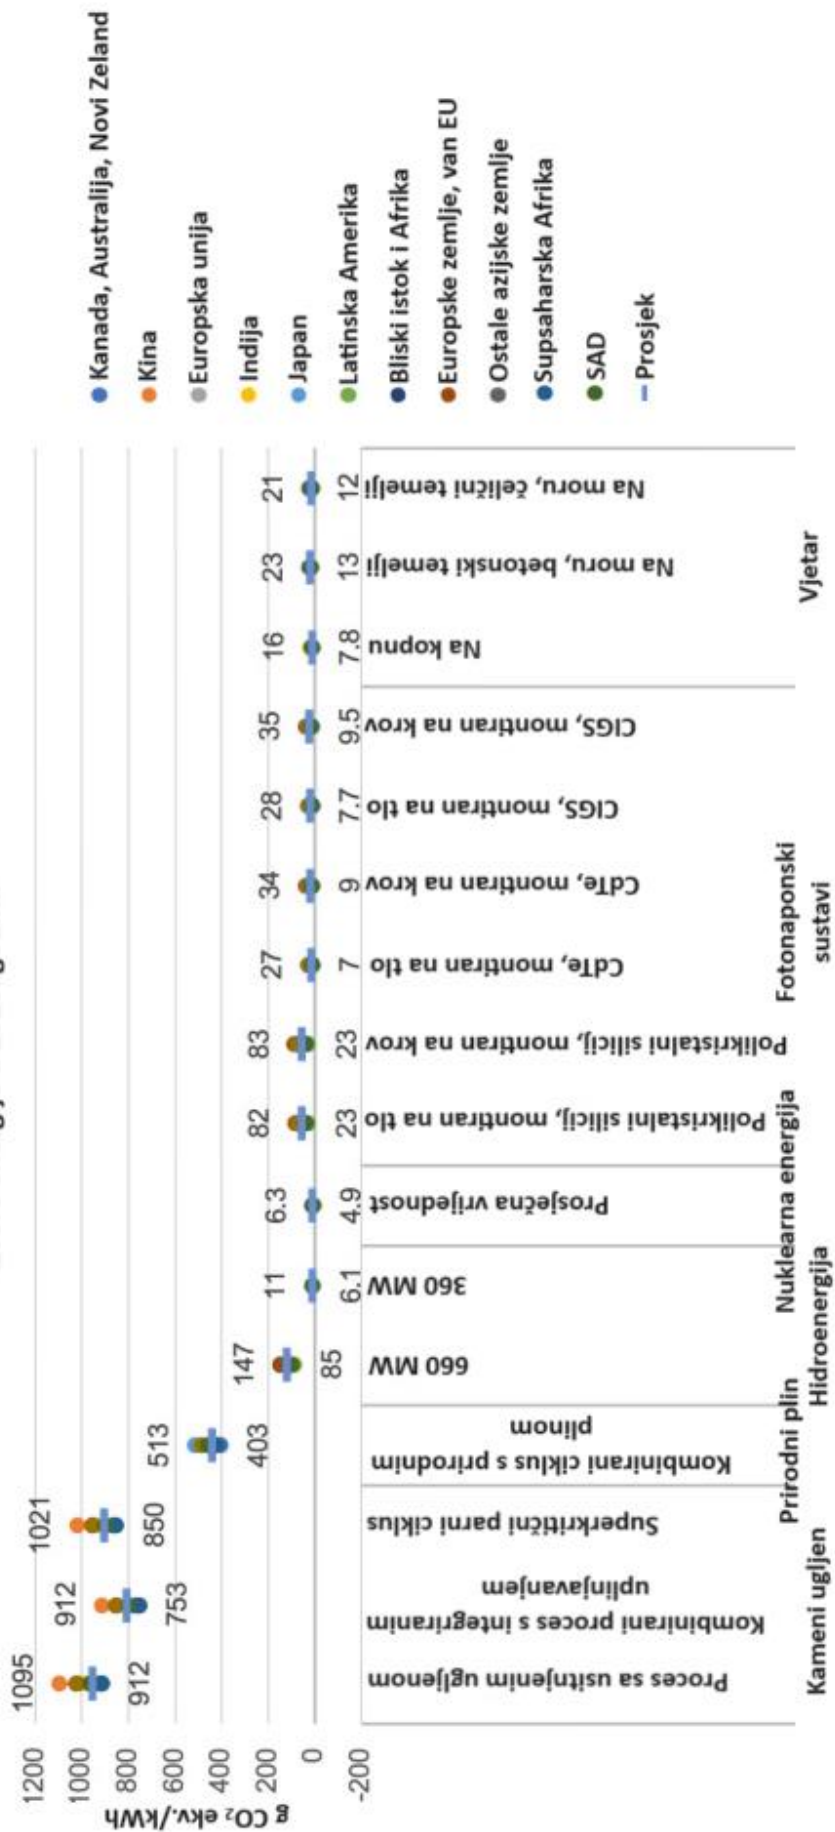 1200
1000
800
600
400
200
0
-200
g CO₂ ekv./kWh
1095
912
1021
513
147
11
6.3
82
83
27
34
28
35
16
23
21
912
753
850
403
85
6.1
4.9
23
23
7
9
7.7
9.5
7.8
13
12
Proces sa usitnjenim ugljenom
Kombinirani proces s integriranim
uplinjavanjem
Superkritični parni ciklus
Kombinirani ciklus s prirodnim
plinom
660 MW
360 MW
Prosječna vrijednost
Polikristalni silicij, montiran na tlo
Polikristalni silicij, montiran na krov
CdTe, montiran na tlo
CdTe, montiran na krov
CIGS, montiran na tlo
CIGS, montiran na krov
Na kopnu
Na moru, betonski temelji
Na moru, čelični temelji
Kameni ugljen
Prirodni plin
Hidroenergija
Nuklearna energija
Fotonaponski
sustavi
Vjetar
Kanada, Australija, Novi Zeland
Kina
Europska unija
Indija
Japan
Latinska Amerika
Bliski istok i Afrika
Europske zemlje, van EU
Ostale azijske zemlje
Supsaharska Afrika
SAD
Prosjek